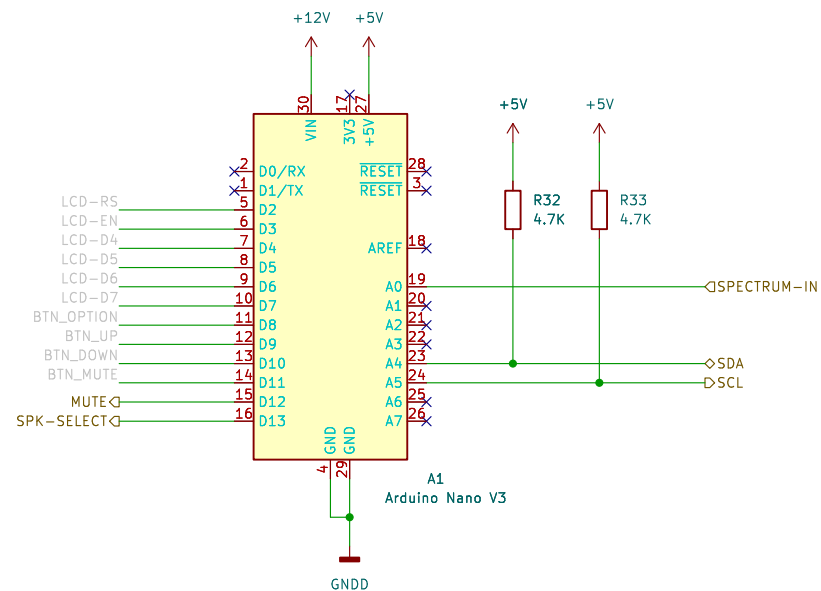 +12V +5V
+5V +5V
30 17 27
VIN 3V3 +5V
2 D0/RX RESET 28
1 D1/TX RESET 3
LCD-RS 5 D2
R32 R33
4.7K 4.7K
LCD-EN 6 D3
LCD-D4 7 D4 AREF 18
LCD-D5 8 D5
LCD-D6 9 D6 A0 19 SPECTRUM-IN
LCD-D7 10 D7 A1 20
BTN_OPTION 11 D8 A2 21
BTN_UP 12 D9 A3 22
BTN_DOWN 13 D10 A4 23 SDA
BTN_MUTE 14 D11 A5 24 SCL
MUTE 15 D12 A6 25
SPK-SELECT 16 D13 A7 26
GND GND
4 29
A1
Arduino Nano V3
GNDD